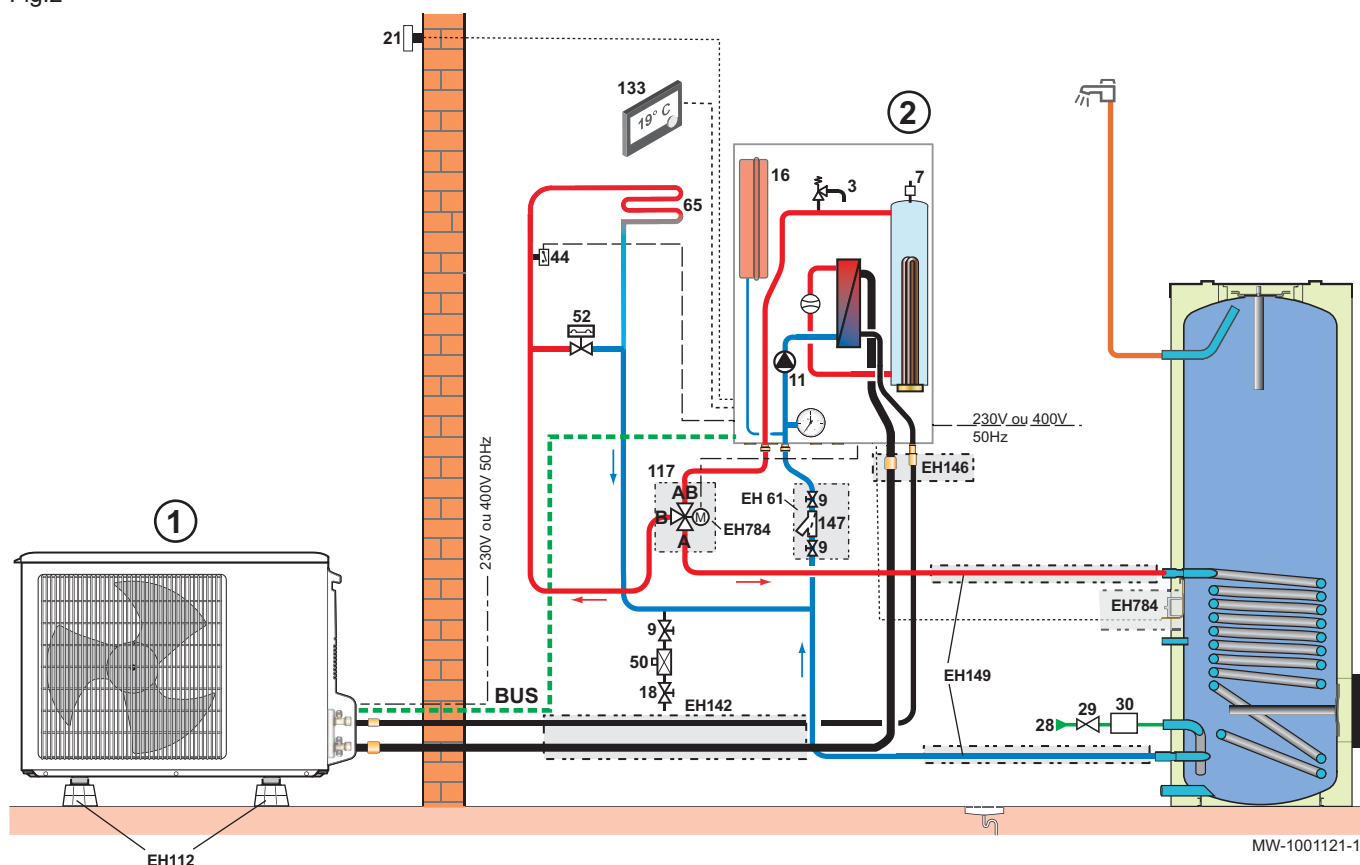 Fig.2
21
133
19° C
2
16
3
7
65
44
52
11
230V ou 400V
50Hz
230V ou 400V 50Hz
117
AB
B
M
A
EH784
EH 61
9
147
9
EH146
1
EH784
9
50
18
BUS
EH142
EH149
28
29
30
EH112
MW-1001121-1